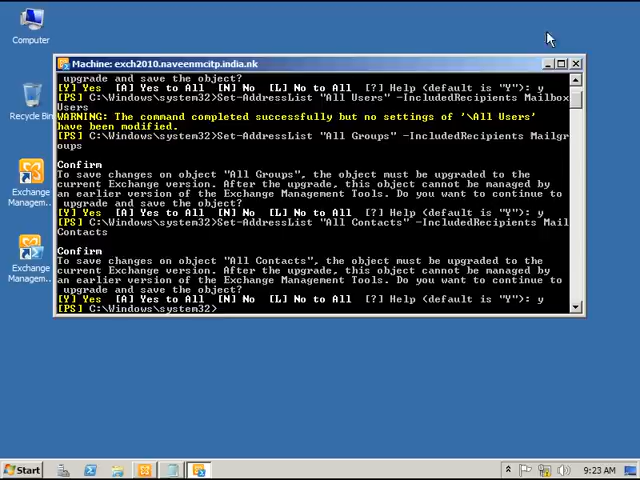 Computer
Recycle Bin
Exchange
Managem...
Exchange
Managem...
Machine: exch2010.naveenmcitp.india.nk
upgrade and save the object?
[Y] Yes  [A] Yes to All  [N] No  [L] No to All  [?] Help (default is "Y"): y
[PS] C:\Windows\system32>Set-AddressList "All Users" -IncludedRecipients Mailbox
Users
WARNING: The command completed successfully but no settings of '\All Users'
have been modified.
[PS] C:\Windows\system32>Set-AddressList "All Groups" -IncludedRecipients Mailgr
oups
Confirm
To save changes on object "All Groups", the object must be upgraded to the
current Exchange version. After the upgrade, this object cannot be managed by
an earlier version of the Exchange Management Tools. Do you want to continue to
upgrade and save the object?
[Y] Yes  [A] Yes to All  [N] No  [L] No to All  [?] Help (default is "Y"): y
[PS] C:\Windows\system32>Set-AddressList "All Contacts" -IncludedRecipients Mail
Contacts
Confirm
To save changes on object "All Contacts", the object must be upgraded to the
current Exchange version. After the upgrade, this object cannot be managed by
an earlier version of the Exchange Management Tools. Do you want to continue to
upgrade and save the object?
[Y] Yes  [A] Yes to All  [N] No  [L] No to All  [?] Help (default is "Y"): y
[PS] C:\Windows\system32>
Start
9:23 AM